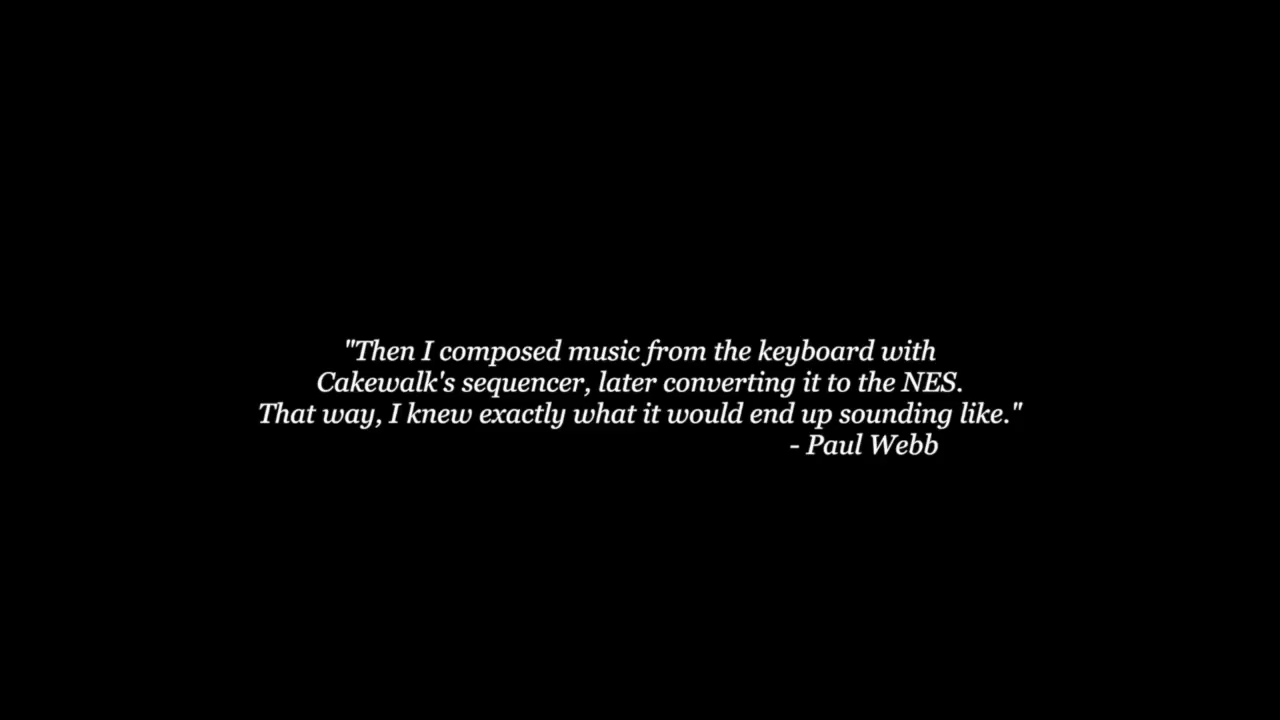 "Then I composed music from the keyboard with
Cakewalk's sequencer, later converting it to the NES.
That way, I knew exactly what it would end up sounding like."
- Paul Webb